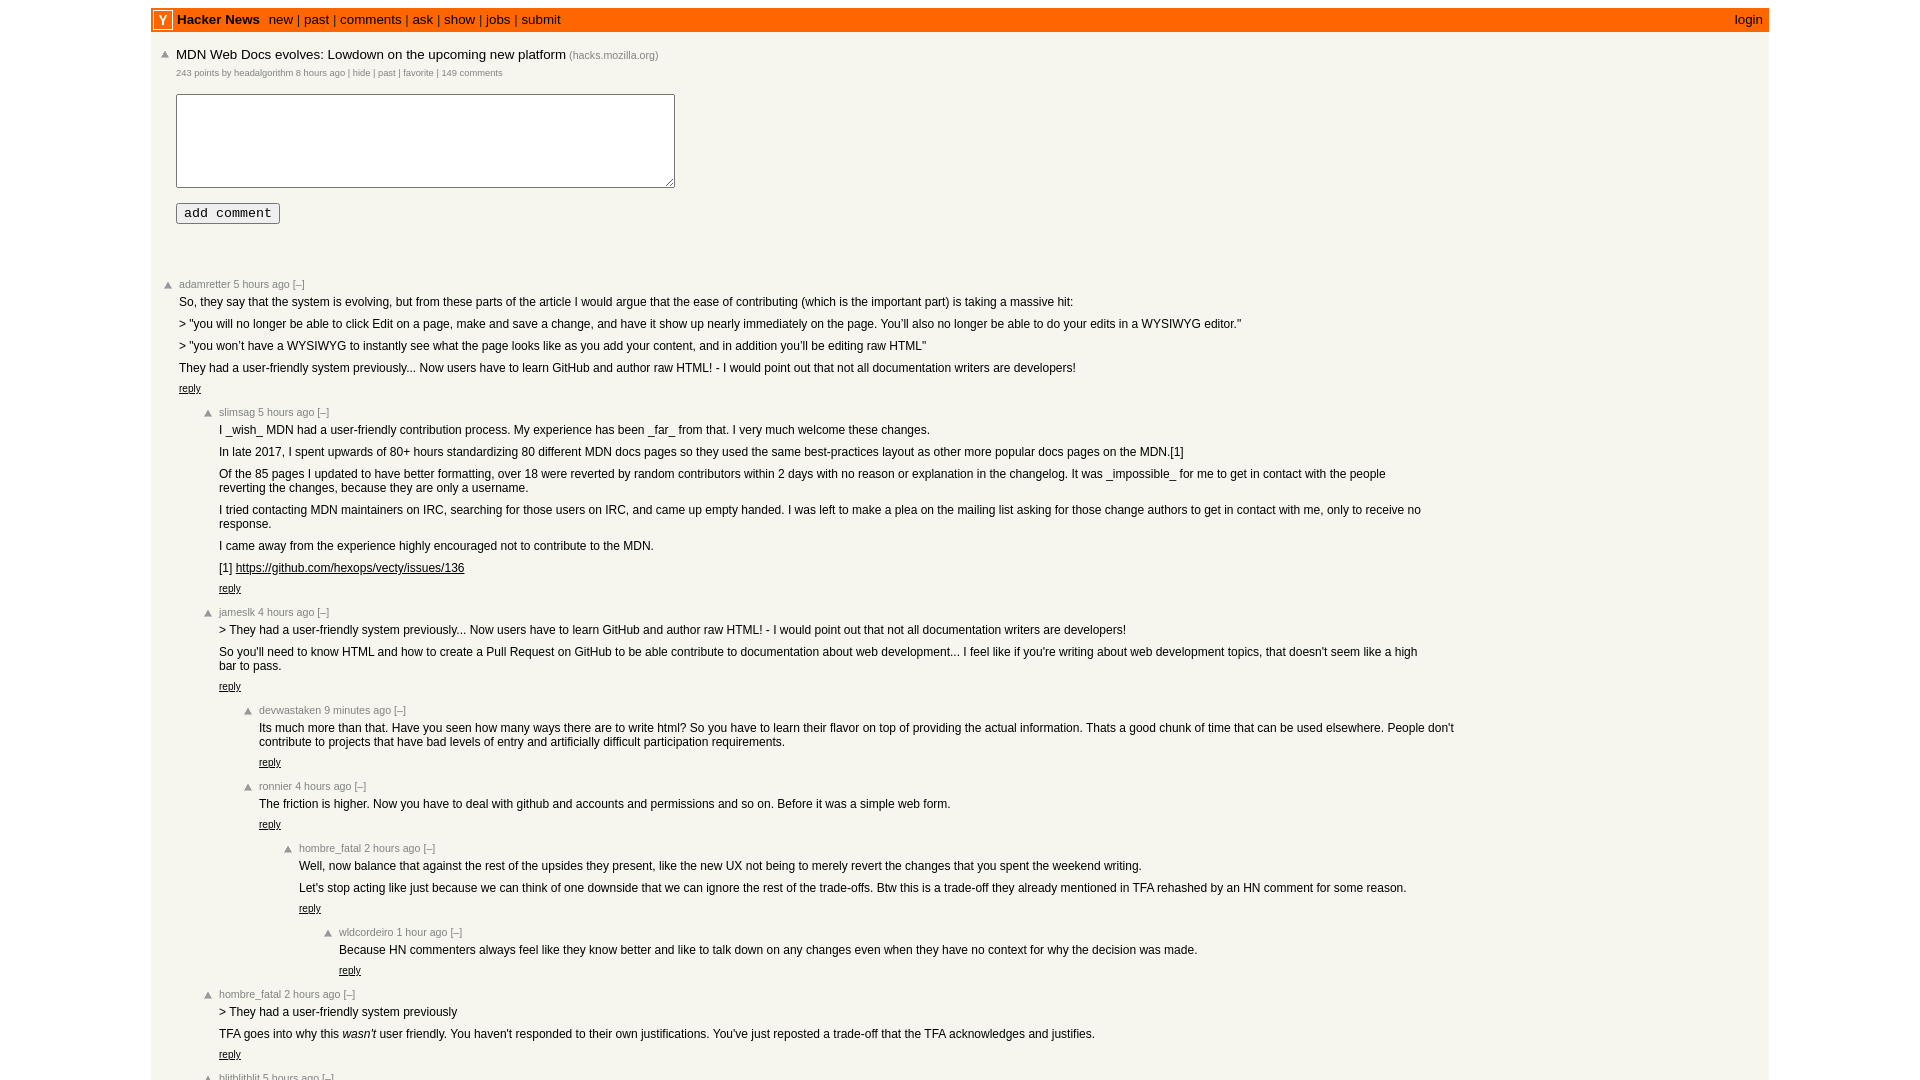 Y Hacker News new | past | comments | ask | show | jobs | submit login
MDN Web Docs evolves: Lowdown on the upcoming new platform (hacks.mozilla.org)
243 points by headalgorithm 8 hours ago | hide | past | favorite | 149 comments
add comment
adamretter 5 hours ago [–]
So, they say that the system is evolving, but from these parts of the article I would argue that the ease of contributing (which is the important part) is taking a massive hit:
> "you will no longer be able to click Edit on a page, make and save a change, and have it show up nearly immediately on the page. You’ll also no longer be able to do your edits in a WYSIWYG editor."
> "you won’t have a WYSIWYG to instantly see what the page looks like as you add your content, and in addition you’ll be editing raw HTML"
They had a user-friendly system previously... Now users have to learn GitHub and author raw HTML! - I would point out that not all documentation writers are developers!
reply
slimsag 5 hours ago [–]
I _wish_ MDN had a user-friendly contribution process. My experience has been _far_ from that. I very much welcome these changes.
In late 2017, I spent upwards of 80+ hours standardizing 80 different MDN docs pages so they used the same best-practices layout as other more popular docs pages on the MDN.[1]
Of the 85 pages I updated to have better formatting, over 18 were reverted by random contributors within 2 days with no reason or explanation in the changelog. It was _impossible_ for me to get in contact with the people
reverting the changes, because they are only a username.
I tried contacting MDN maintainers on IRC, searching for those users on IRC, and came up empty handed. I was left to make a plea on the mailing list asking for those change authors to get in contact with me, only to receive no
response.
I came away from the experience highly encouraged not to contribute to the MDN.
[1] https://github.com/hexops/vecty/issues/136
reply
jameslk 4 hours ago [–]
> They had a user-friendly system previously... Now users have to learn GitHub and author raw HTML! - I would point out that not all documentation writers are developers!
So you'll need to know HTML and how to create a Pull Request on GitHub to be able contribute to documentation about web development... I feel like if you're writing about web development topics, that doesn't seem like a high
bar to pass.
reply
devwastaken 9 minutes ago [–]
Its much more than that. Have you seen how many ways there are to write html? So you have to learn their flavor on top of providing the actual information. Thats a good chunk of time that can be used elsewhere. People don't
contribute to projects that have bad levels of entry and artificially difficult participation requirements.
reply
ronnier 4 hours ago [–]
The friction is higher. Now you have to deal with github and accounts and permissions and so on. Before it was a simple web form.
reply
hombre_fatal 2 hours ago [–]
Well, now balance that against the rest of the upsides they present, like the new UX not being to merely revert the changes that you spent the weekend writing.
Let's stop acting like just because we can think of one downside that we can ignore the rest of the trade-offs. Btw this is a trade-off they already mentioned in TFA rehashed by an HN comment for some reason.
reply
wldcordeiro 1 hour ago [–]
Because HN commenters always feel like they know better and like to talk down on any changes even when they have no context for why the decision was made.
reply
hombre_fatal 2 hours ago [–]
> They had a user-friendly system previously
TFA goes into why this wasn't user friendly. You haven't responded to their own justifications. You've just reposted a trade-off that the TFA acknowledges and justifies.
reply
blitblitblit 5 hours ago [–]